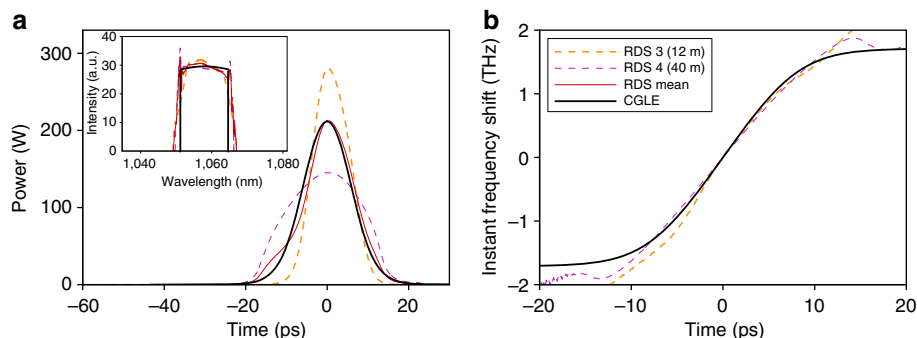 a
300
200
100
0
Power (W)
−60
−40
−20
0
20
Time (ps)
40
30
20
10
0
Intensity (a.u.)
1,040
1,060
1,080
Wavelength (nm)
b
2
1
0
−1
−2
Instant frequency shift (THz)
−20
−10
0
10
20
Time (ps)
RDS 3 (12 m)
RDS 4 (40 m)
RDS mean
CGLE